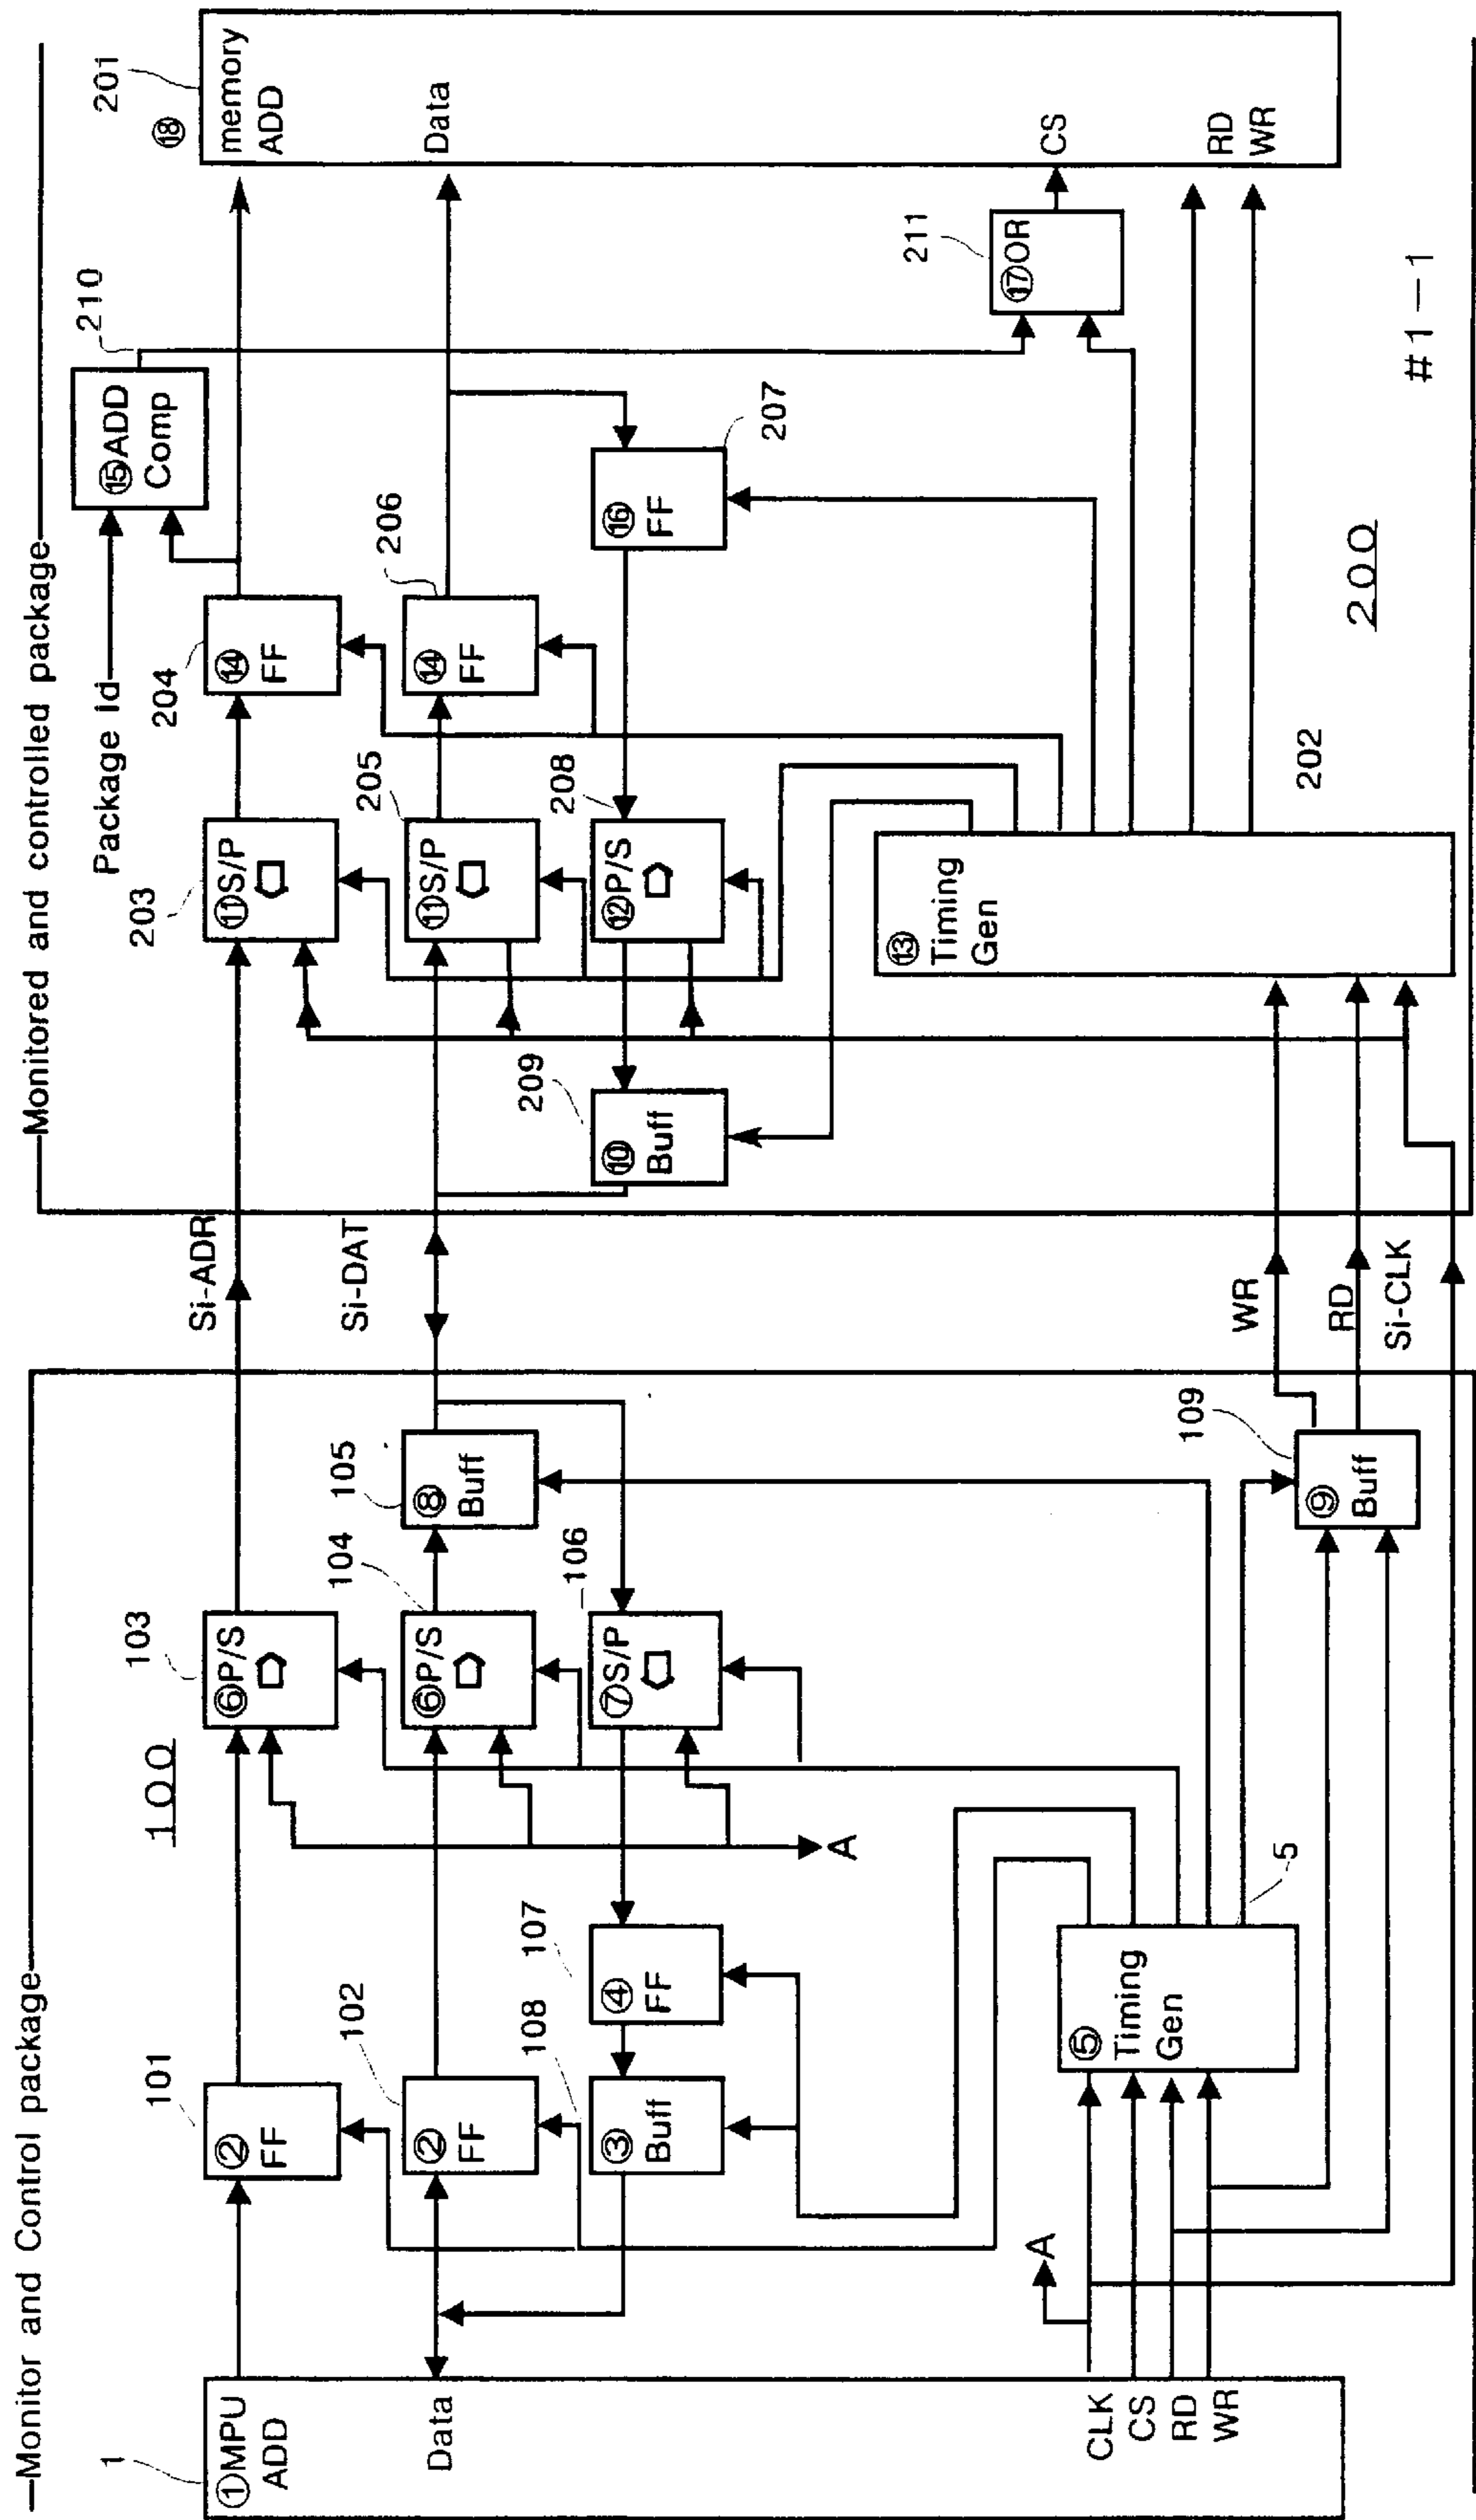 Monitor and Control package
1
①MPU
ADD
Data
CLK
CS
RD
WR
101
②
FF
102
②
FF
108
③
Buff
107
④
FF
100
A
A
⑤
Timing
Gen
5
103
⑥P/S
104
⑥P/S
106
⑦S/P
105
⑧
Buff
109
⑨
Buff
Si-ADR
Si-DAT
WR
RD
Si-CLK
Monitored and controlled package
209
⑩
Buff
203
⑪S/P
205
⑪S/P
208
⑫P/S
⑬
Timing
Gen
202
Package id
204
⑭
FF
206
⑭
FF
207
⑯
FF
⑮ADD
Comp
210
211
⑰OR
200
#1-1
201
⑱
memory
ADD
Data
CS
RD
WR